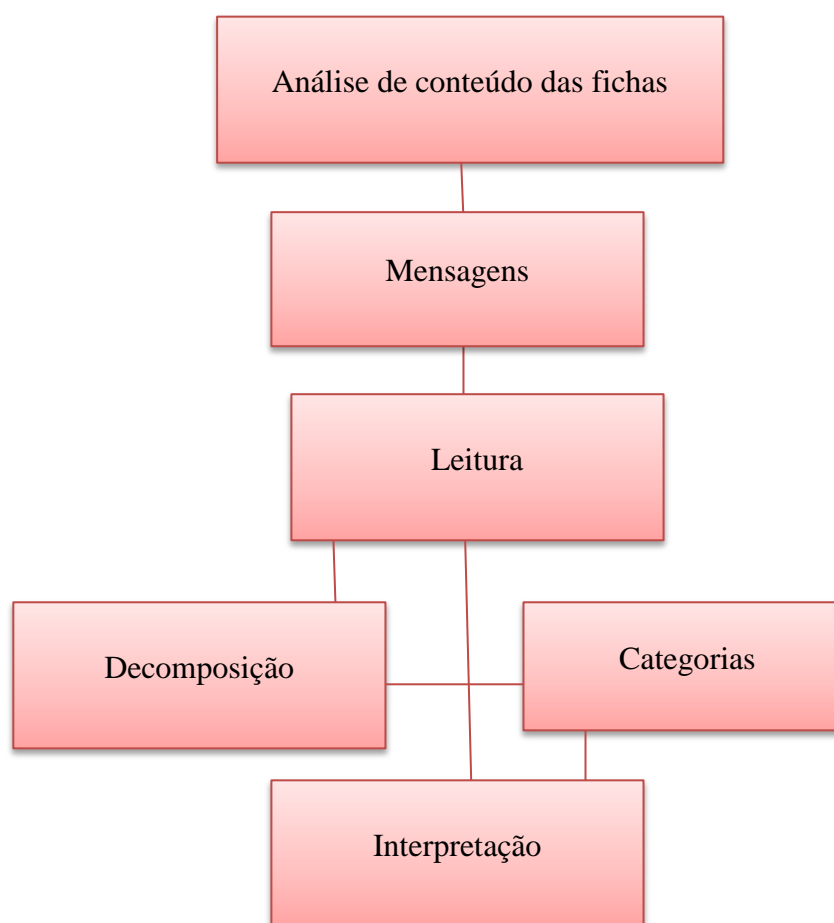 Análise de conteúdo das fichas
Mensagens
Leitura
Decomposição
Categorias
Interpretação